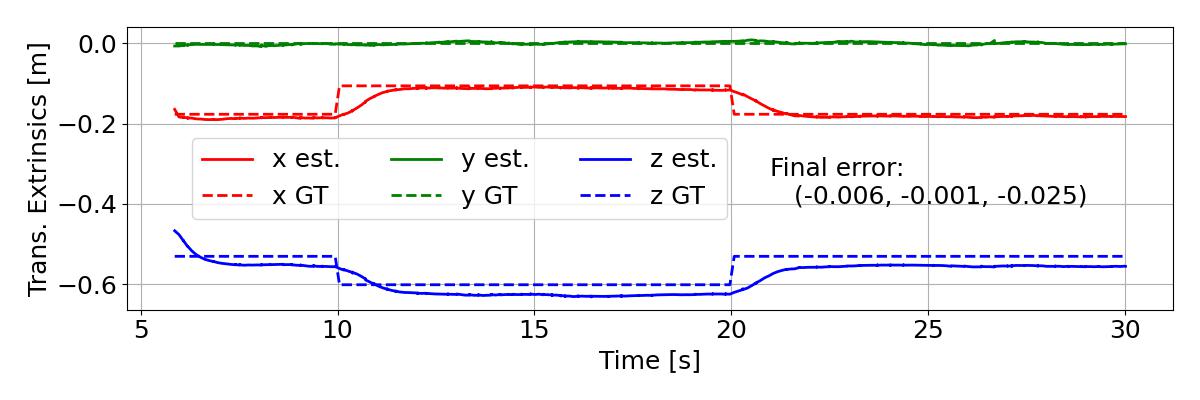 Trans. Extrinsics [m]
0.0
−0.2
−0.4
−0.6
x est.
y est.
z est.
x GT
y GT
z GT
Final error:
(-0.006, -0.001, -0.025)
5
10
15
20
25
30
Time [s]